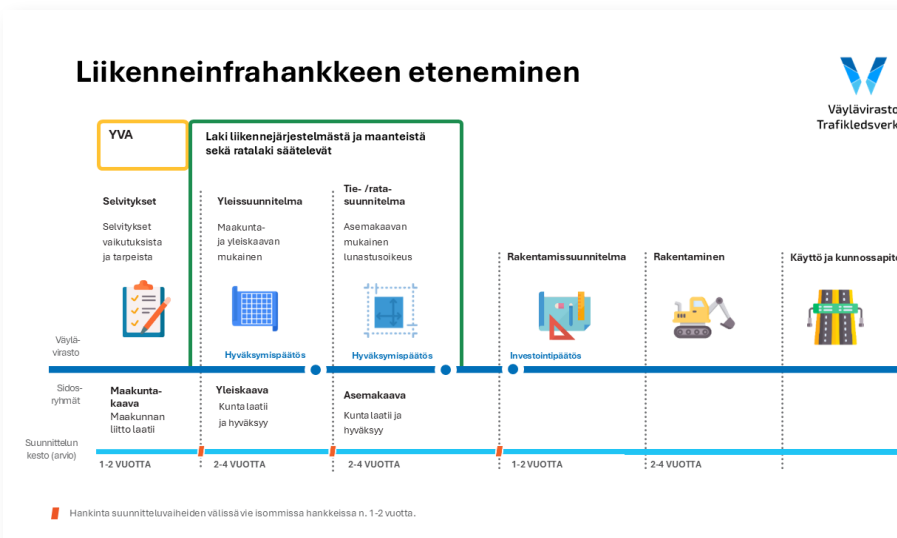 Liikenneinfrahankkeen eteneminen
Väylävirasto
YVA
Laki liikennejärjestelmästä ja maanteistä
sekä ratalaki säätelevät
Selvitykset
Selvitykset
vaikutuksista
ja tarpeista
Yleissuunnitelma
Maakunta-
ja yleiskaavan
mukainen
Tie- /rata-
suunnitelma
Asemakaavan
mukainen
lunastusoikeus
Rakentamissuunnitelma
Rakentaminen
Käyttö ja kunnossapito
Väylä-
virasto
Hyväksymispäätös
Hyväksymispäätös
Investointipäätös
Sidos-
ryhmät
Maakunta-
kaava
Maakunnan
liitto laatii
Yleiskaava
Kunta laatii
ja hyväksyy
Asemakaava
Kunta laatii ja
hyväksyy
Suunnittelun
kesto (arvio)
1-2 VUOTTA
2-4 VUOTTA
2-4 VUOTTA
1-2 VUOTTA
2-4 VUOTTA
Hankinta suunnitteluvaiheiden välissä vie isommissa hankkeissa n. 1-2 vuotta.